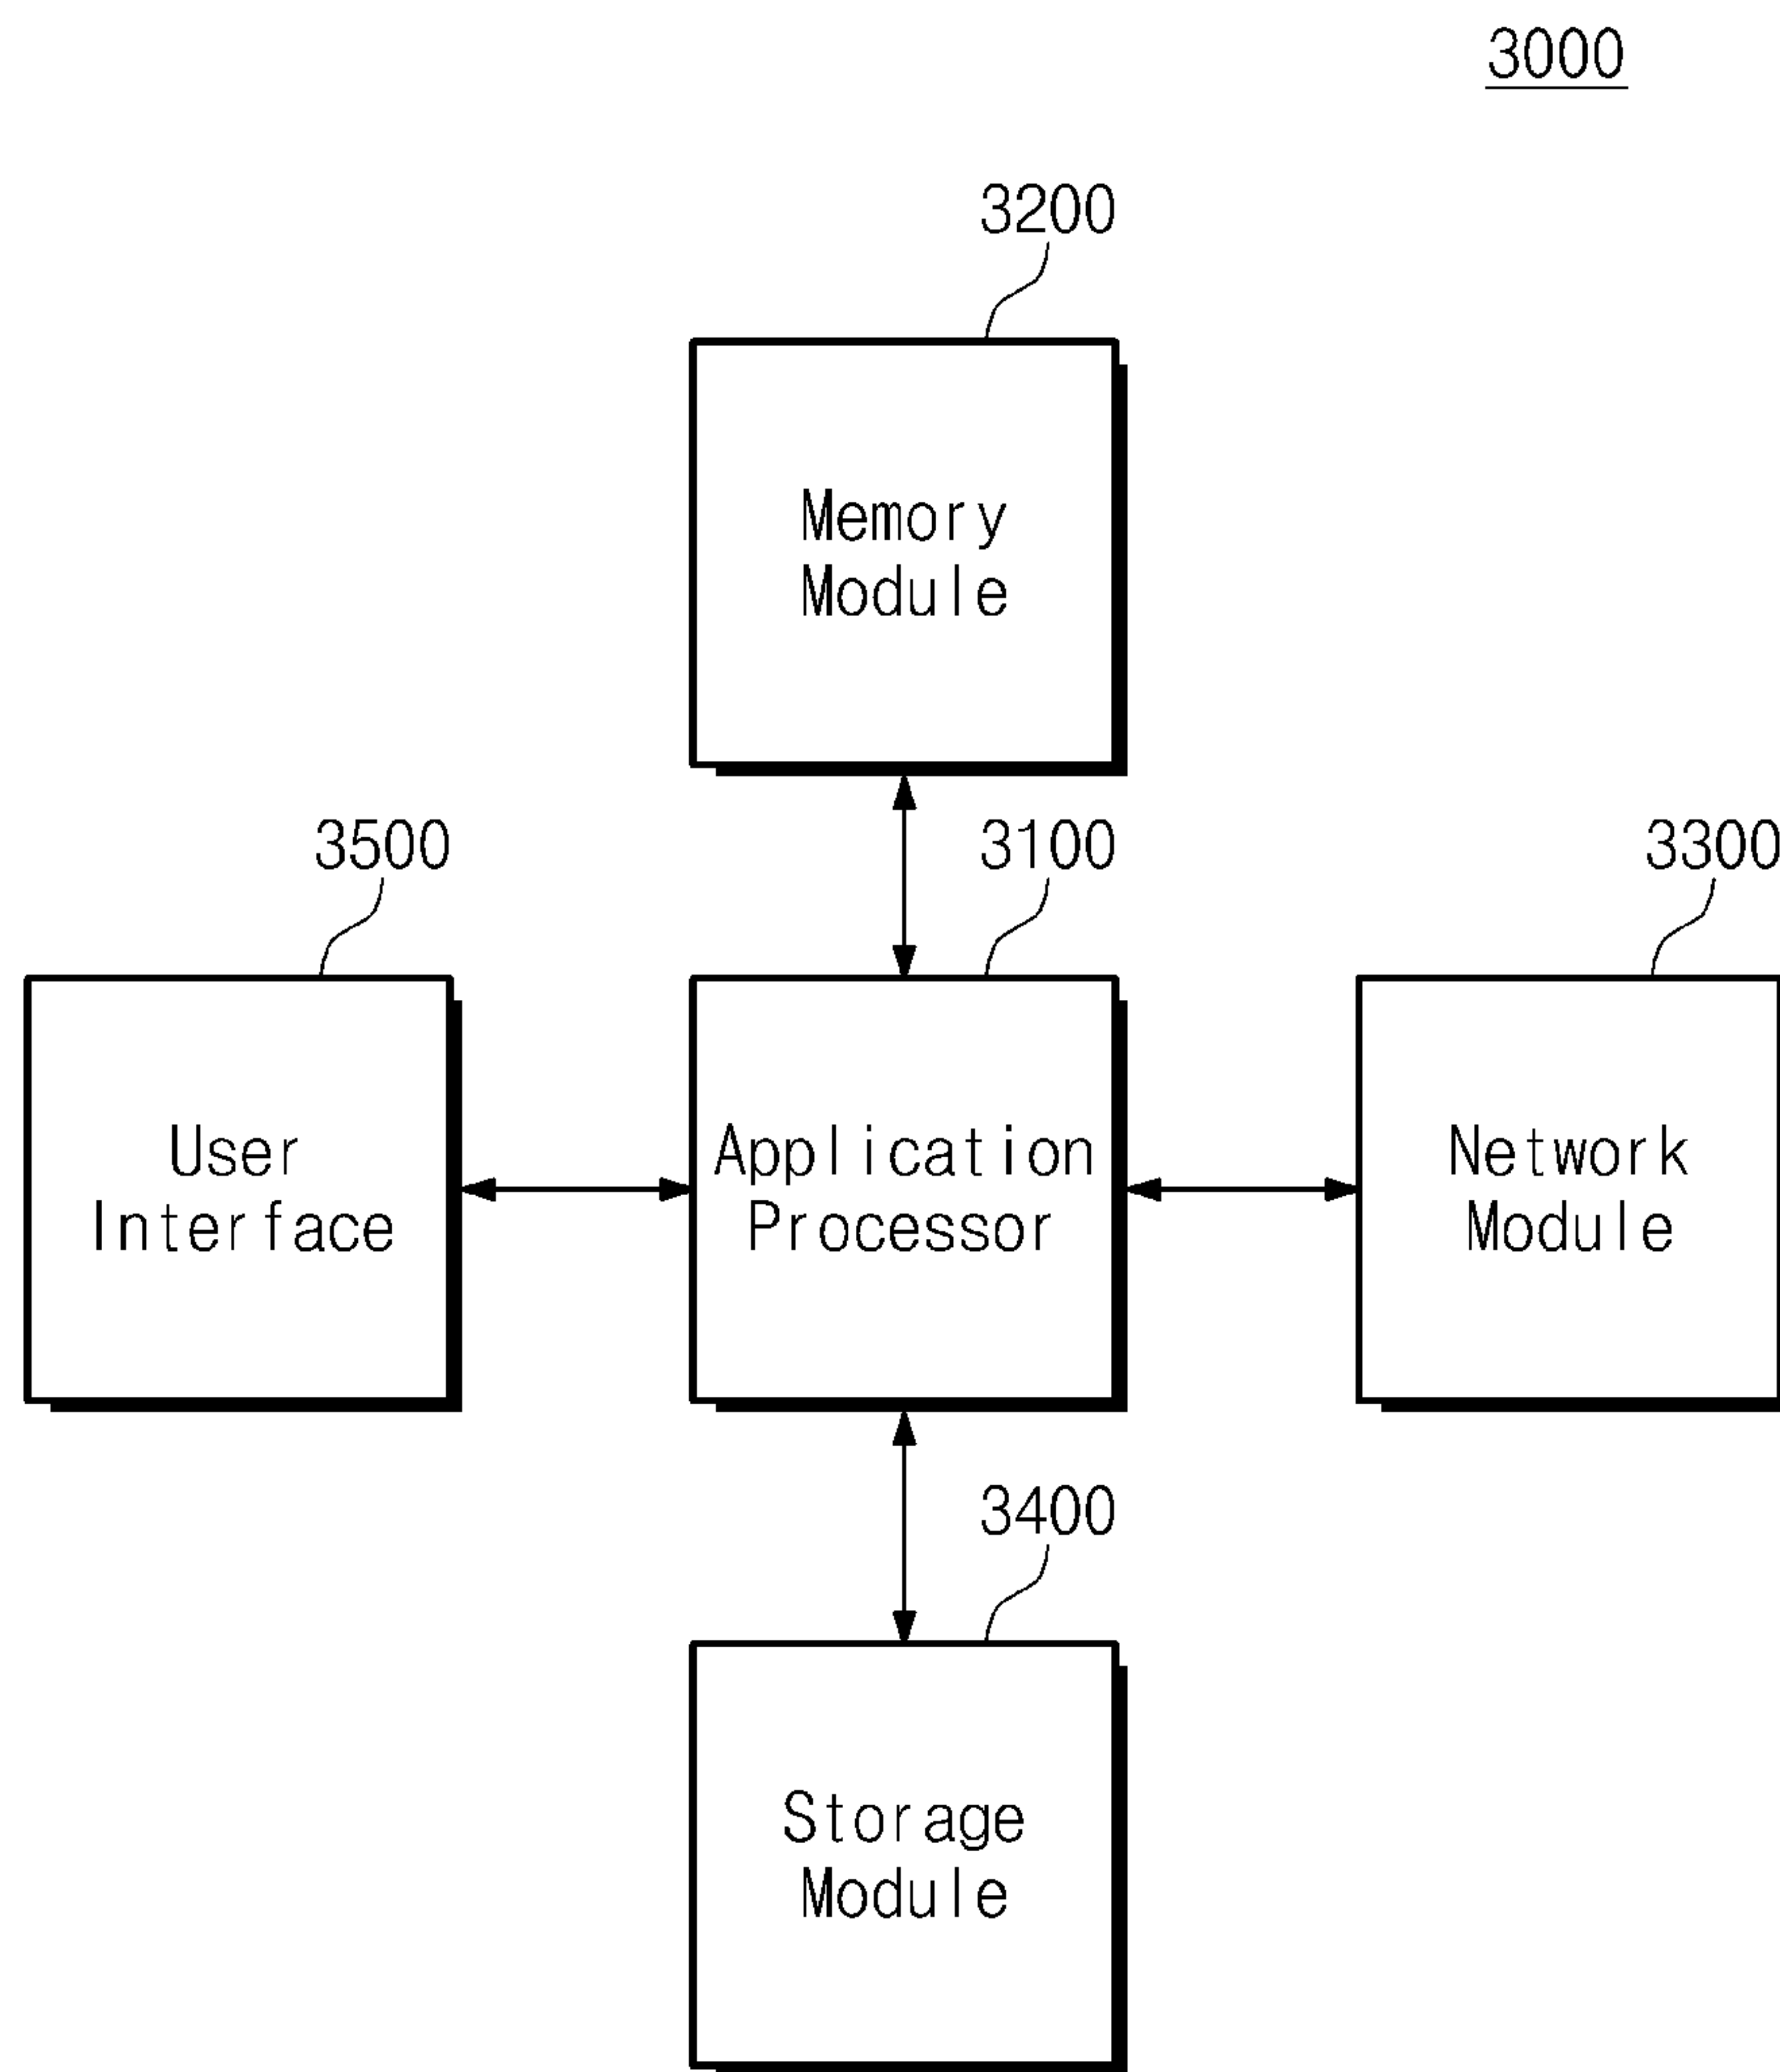 3000
3200
Memory
Module
3500
3100
3300
User
Interface
Application
Processor
Network
Module
3400
Storage
Module